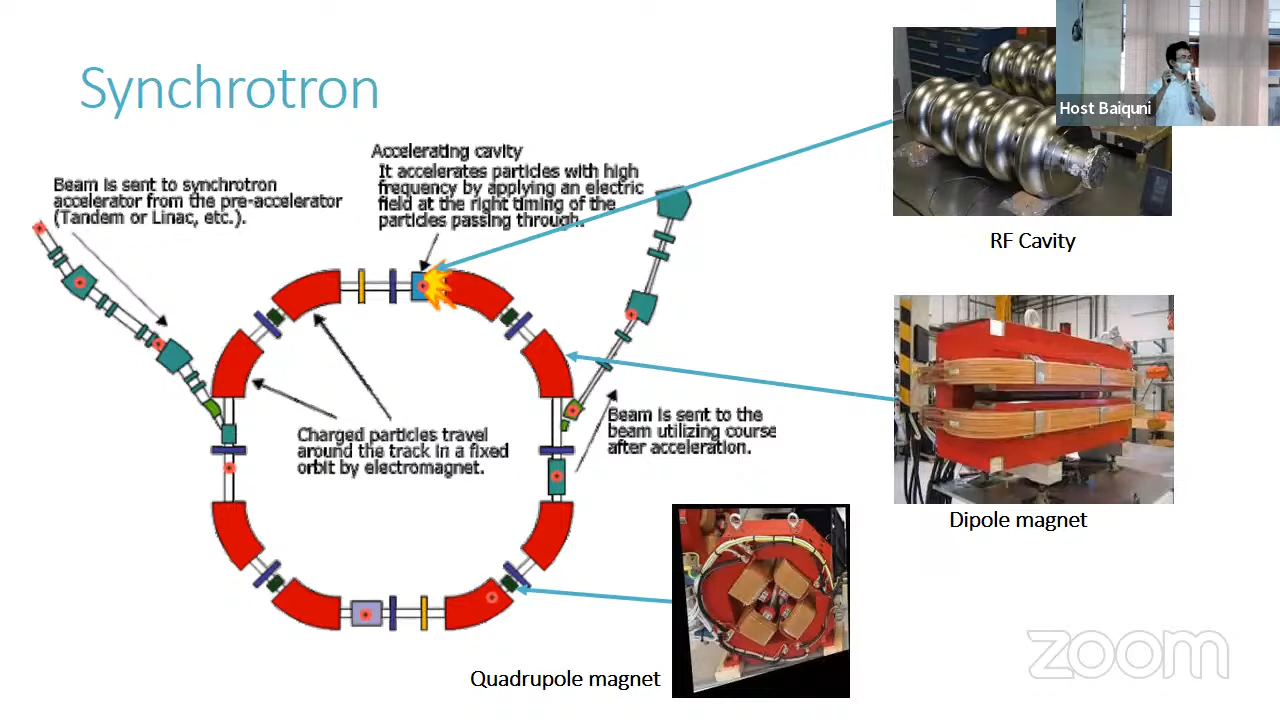 Synchrotron
Host Baiquni
Accelerating cavity
It accelerates particles with high
frequency by applying an electric
field at the right timing of the
particles passing through.
Beam is sent to synchrotron
accelerator from the pre-accelerator
(Tandem or Linac, etc.).
RF Cavity
Charged particles travel
around the track in a fixed
orbit by electromagnet.
Beam is sent to the
beam utilizing course
after acceleration.
Dipole magnet
Quadrupole magnet
zoom